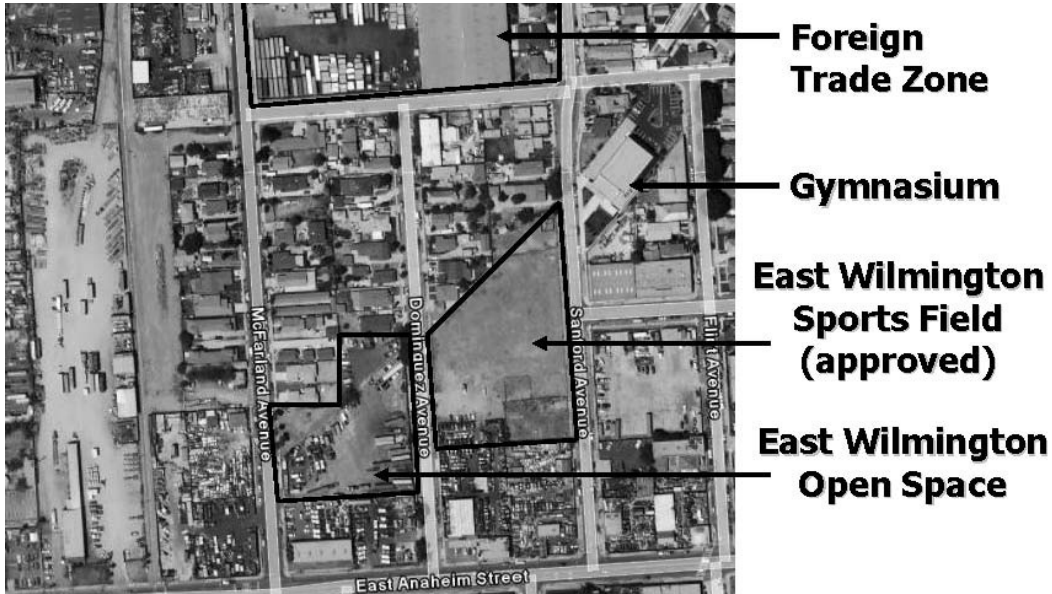 Foreign
Trade Zone
Gymnasium
East Wilmington
Sports Field
(approved)
East Wilmington
Open Space
McFarland Avenue
Dominguez Avenue
Sanford Avenue
Flint Avenue
East Anaheim Street